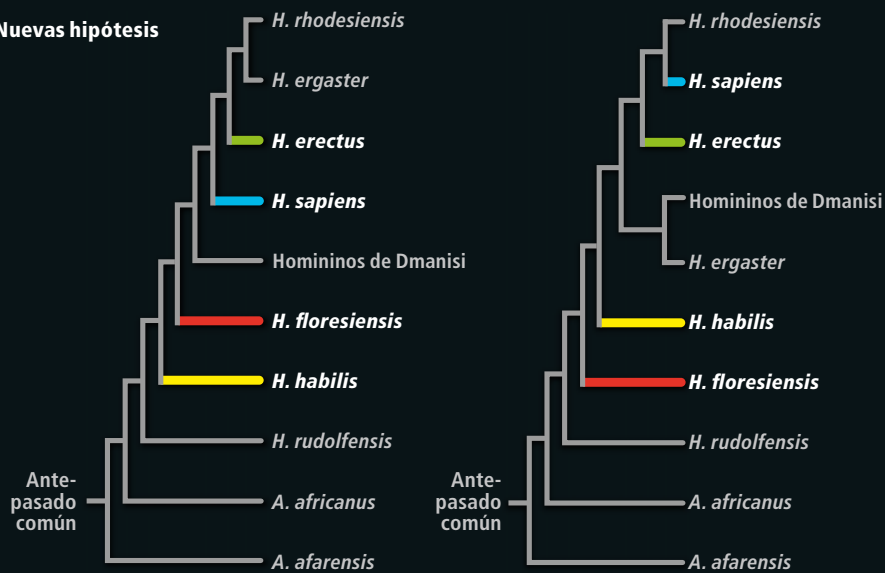 Nuevas hipótesis
H. rhodesiensis
H. ergaster
H. erectus
H. sapiens
Homininos de Dmanisi
H. floresiensis
H. habilis
H. rudolfensis
A. africanus
A. afarensis
Ante-
pasado
común
H. rhodesiensis
H. sapiens
H. erectus
Homininos de Dmanisi
H. ergaster
H. habilis
H. floresiensis
H. rudolfensis
A. africanus
A. afarensis
Ante-
pasado
común